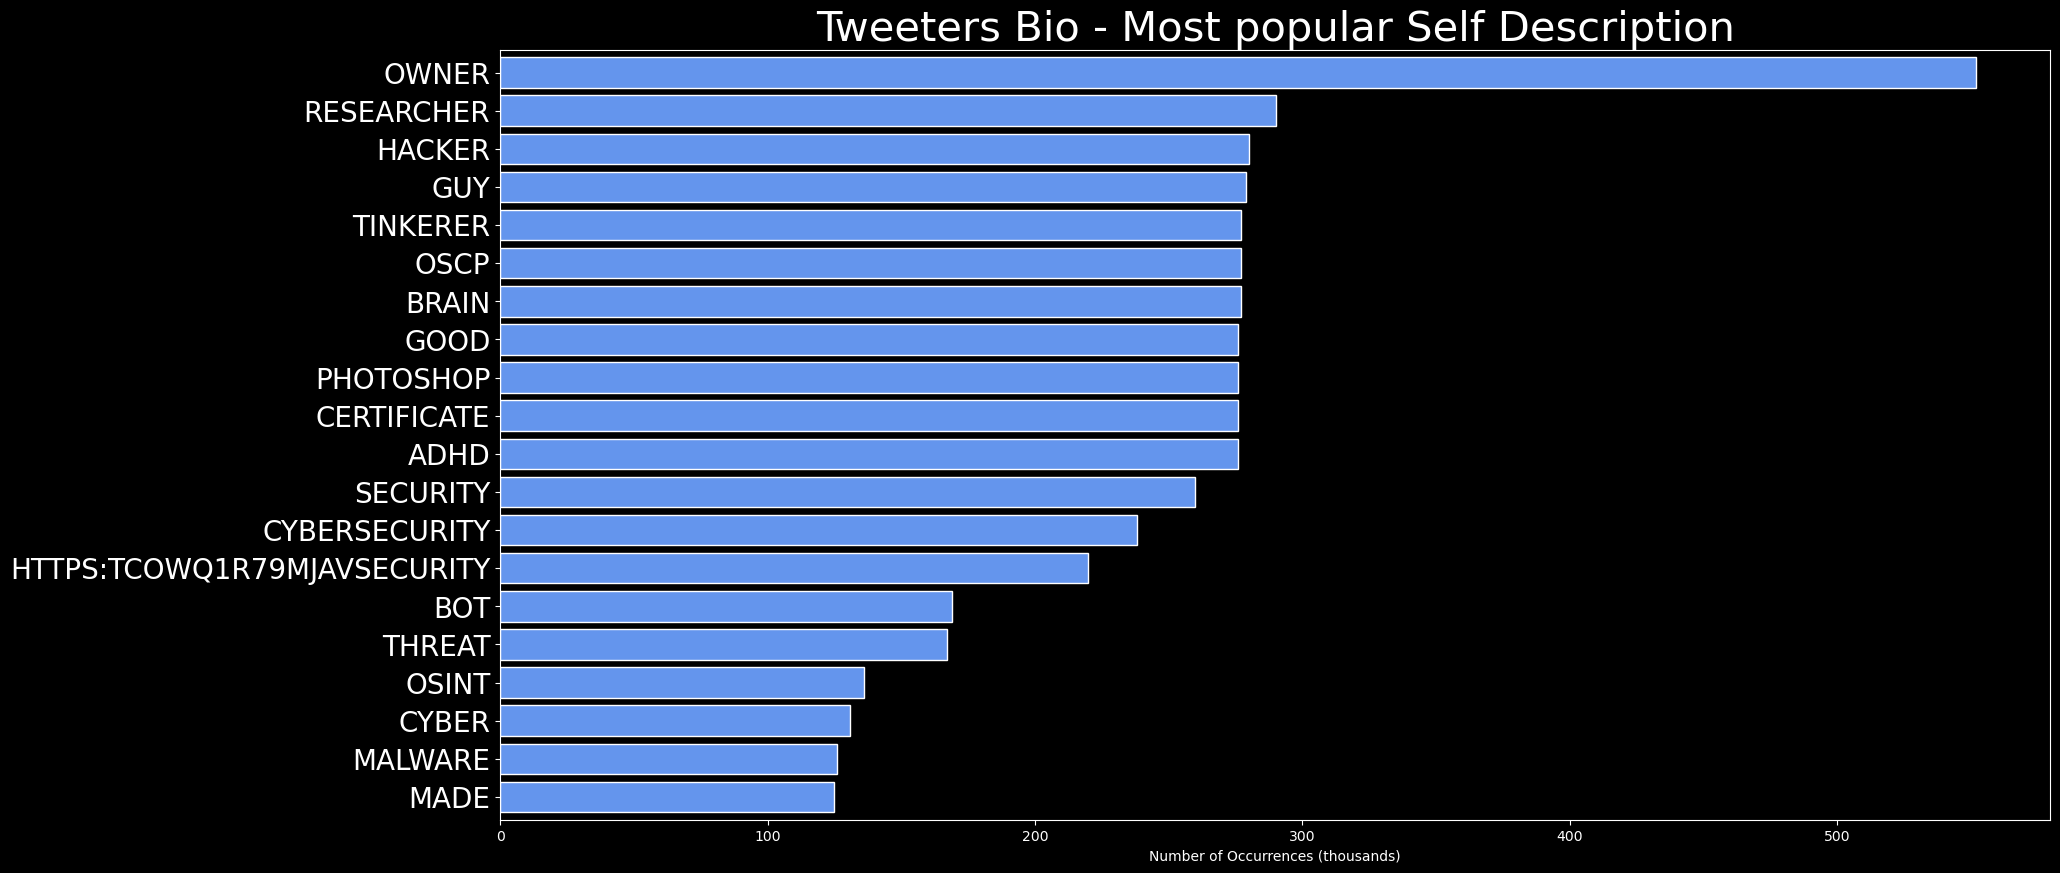 Tweeters Bio - Most popular Self Description
OWNER
RESEARCHER
HACKER
GUY
TINKERER
OSCP
BRAIN
GOOD
PHOTOSHOP
CERTIFICATE
ADHD
SECURITY
CYBERSECURITY
HTTPS:TCOWQ1R79MJAVSECURITY
BOT
THREAT
OSINT
CYBER
MALWARE
MADE
0 100 200 300 400 500
Number of Occurrences (thousands)